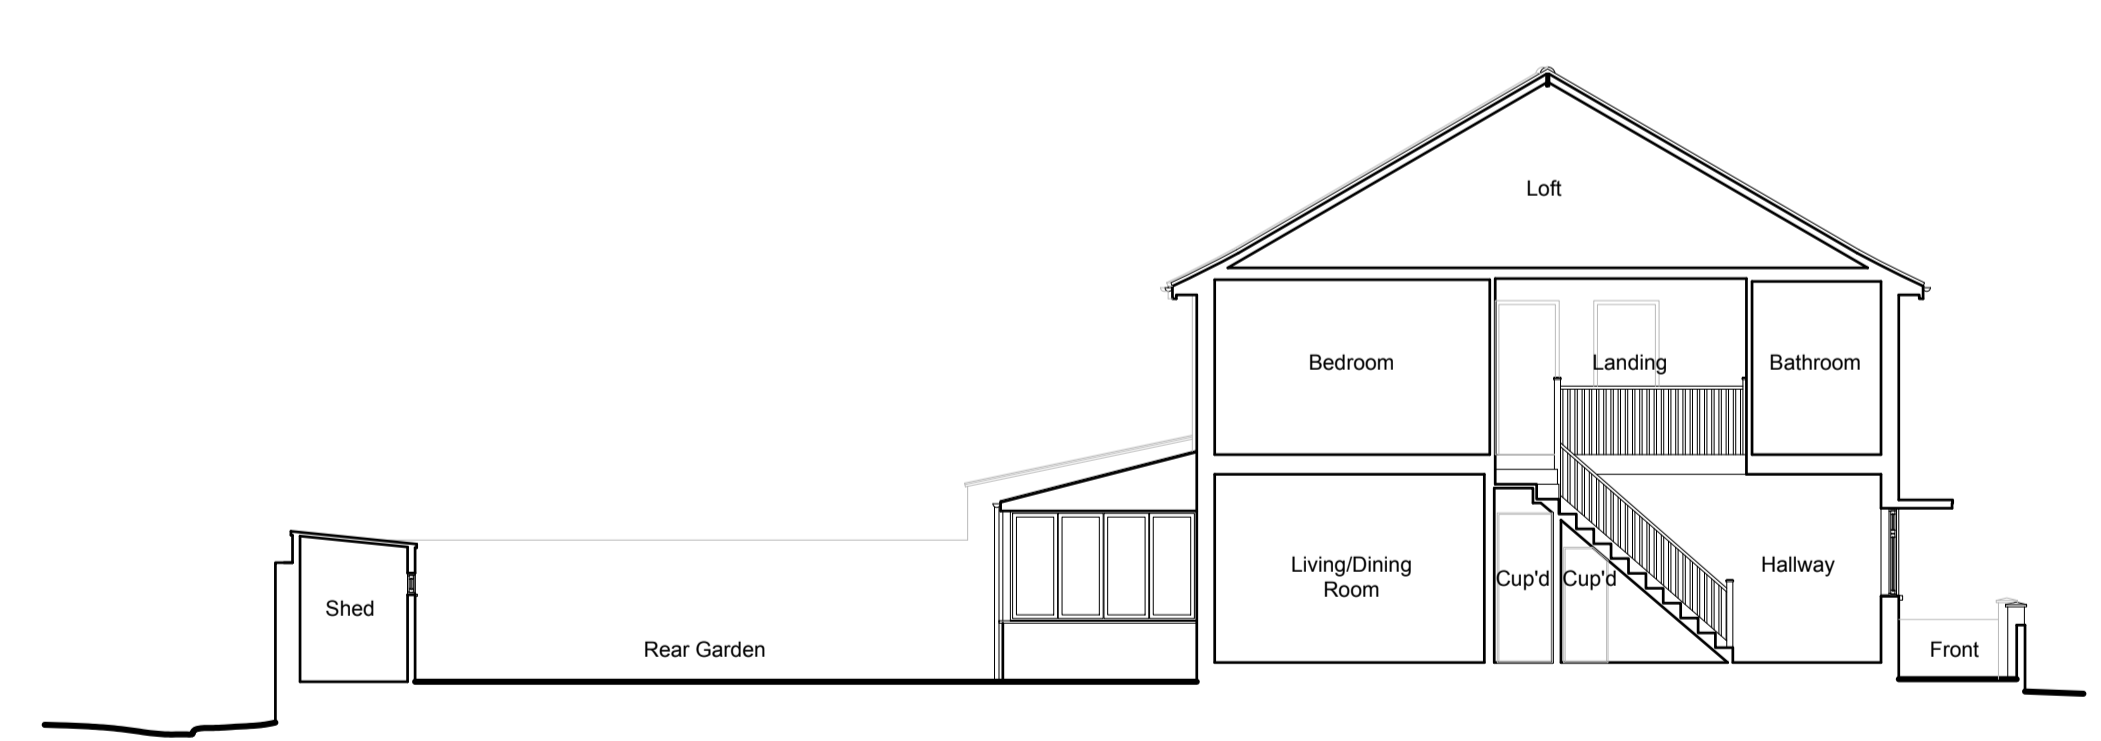 Loft
Bedroom
Landing
Bathroom
Living/Dining
Room
Cup'd
Cup'd
Hallway
Shed
Rear Garden
Front